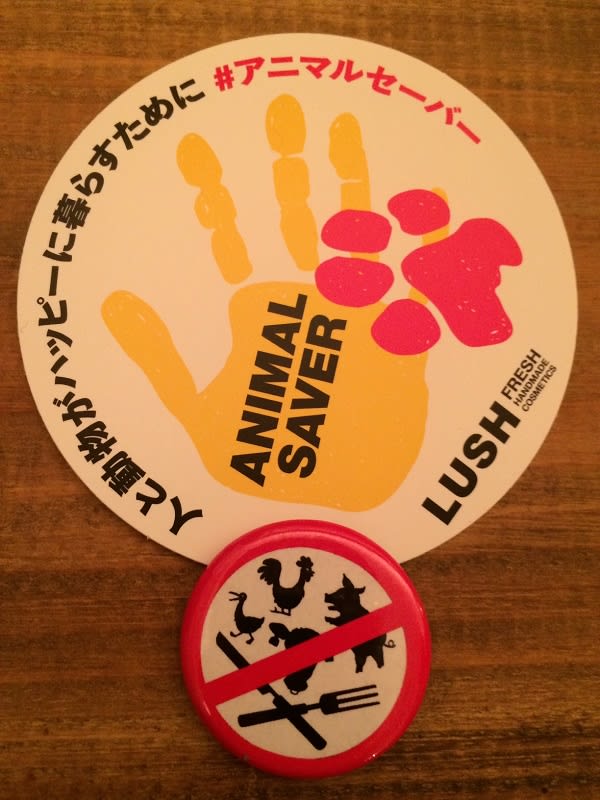 人と動物がハッピーに暮らすために #アニマルセーバー
ANIMAL
SAVER
LUSH
FRESH
HANDMADE
COSMETICS